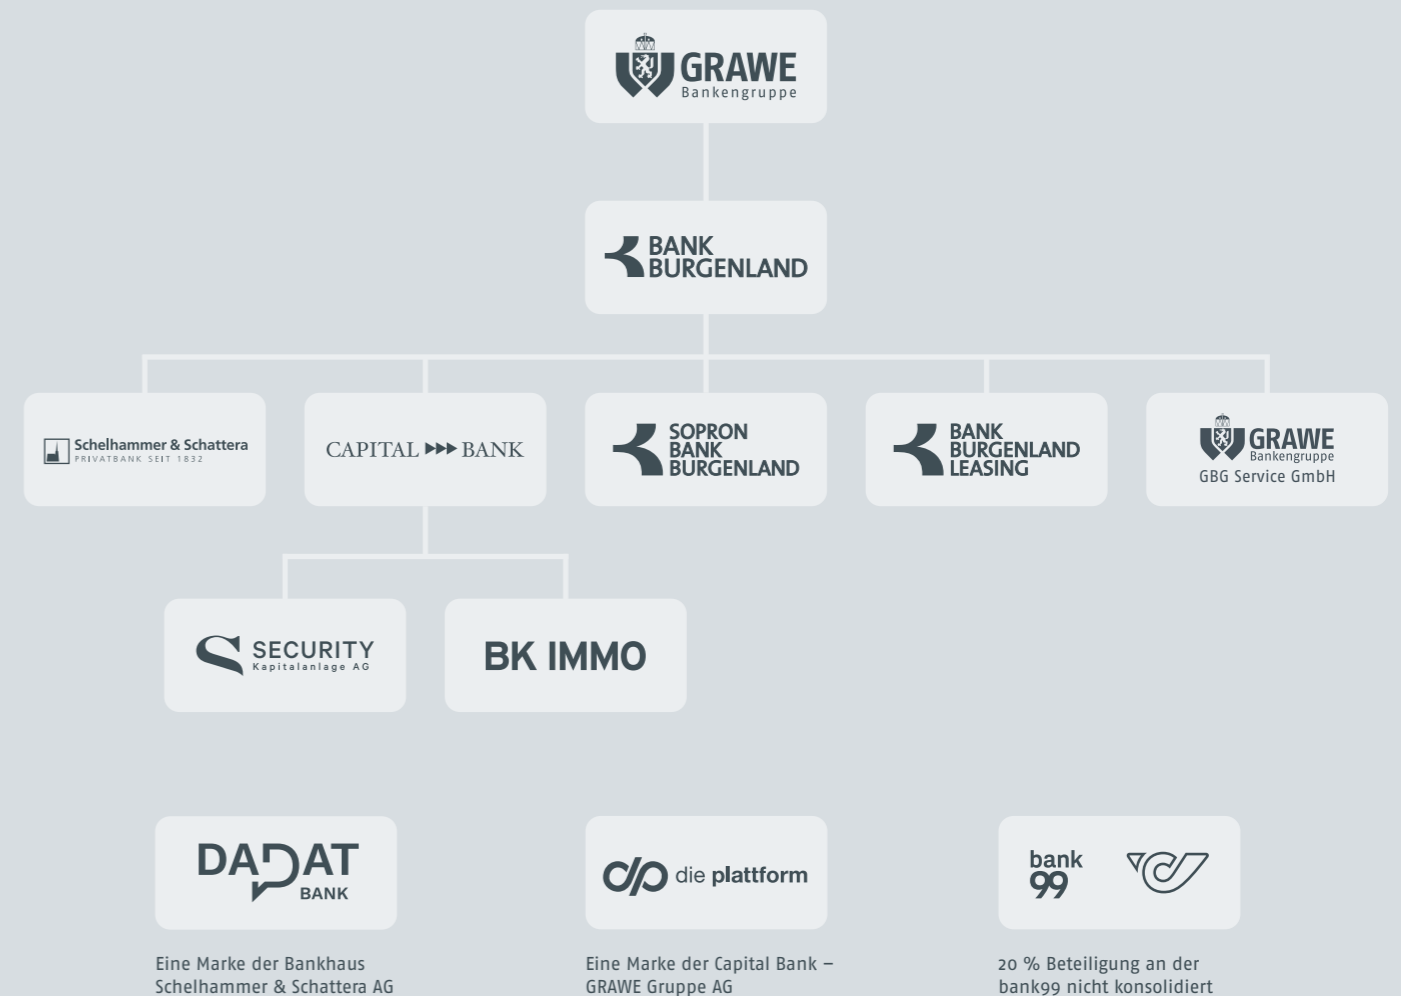 GRAWE
Bankengruppe
BANK
BURGENLAND
Schelhammer & Schattera
PRIVATBANK SEIT 1832
CAPITAL BANK
SOPRON
BANK
BURGENLAND
BANK
BURGENLAND
LEASING
GRAWE
Bankengruppe
GBG Service GmbH
SECURITY
Kapitalanlage AG
BK IMMO
DADAT
BANK
dp die plattform
bank
99
Eine Marke der Bankhaus
Schelhammer & Schattera AG
Eine Marke der Capital Bank –
GRAWE Gruppe AG
20 % Beteiligung an der
bank99 nicht konsolidiert